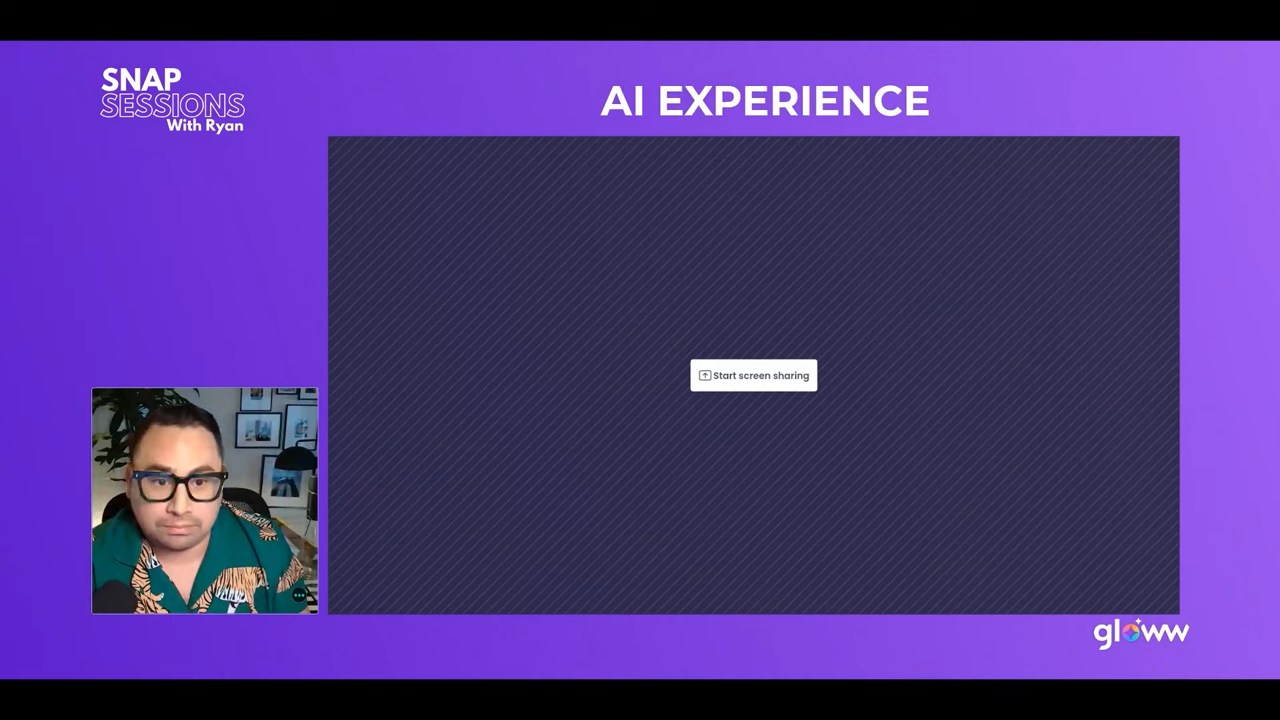 SNAP
SESSIONS
With Ryan
AI EXPERIENCE
Start screen sharing
gloww